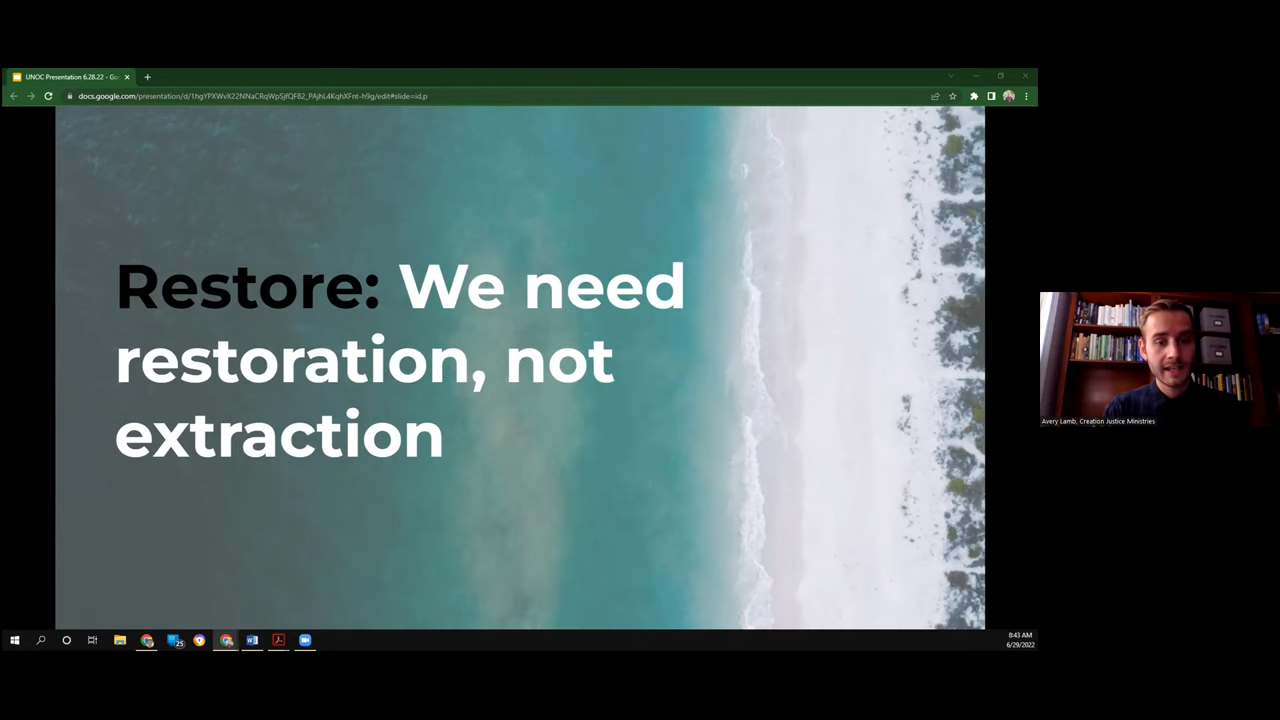 UNOC Presentation 6.28.22 - Go
docs.google.com/presentation/d/1hgYPXWvX22NNaCRqWpSjfQF82_PAjhL4KqhXFnt-h9g/edit#slide=id.p
Restore: We need
restoration, not
extraction
Avery Lamb, Creation Justice Ministries
25
8:43 AM
6/29/2022